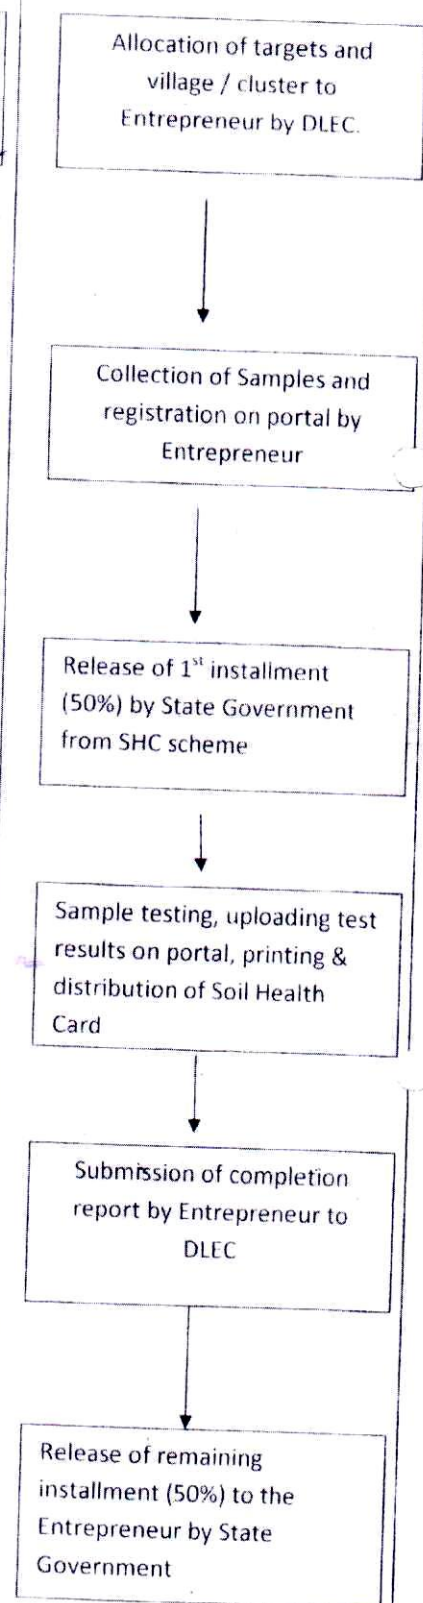 Allocation of targets and
village / cluster to
Entrepreneur by DLEC.
Collection of Samples and
registration on portal by
Entrepreneur
Release of 1st installment
(50%) by State Government
from SHC scheme
Sample testing, uploading test
results on portal, printing &
distribution of Soil Health
Card
Submission of completion
report by Entrepreneur to
DLEC
Release of remaining
installment (50%) to the
Entrepreneur by State
Government